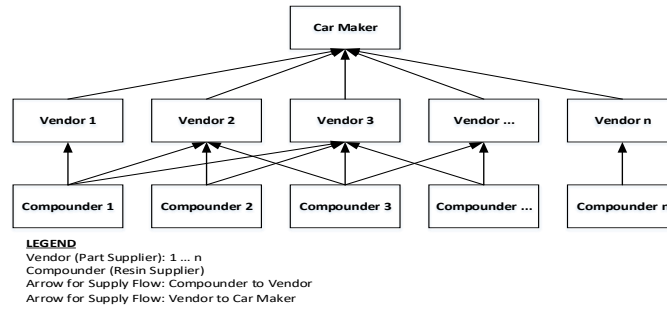 Car Maker
Vendor 1
Vendor 2
Vendor 3
Vendor ...
Vendor n
Compounder 1
Compounder 2
Compounder 3
Compounder ...
Compounder n
LEGEND
Vendor (Part Supplier): 1 ... n
Compounder (Resin Supplier)
Arrow for Supply Flow: Compounder to Vendor
Arrow for Supply Flow: Vendor to Car Maker